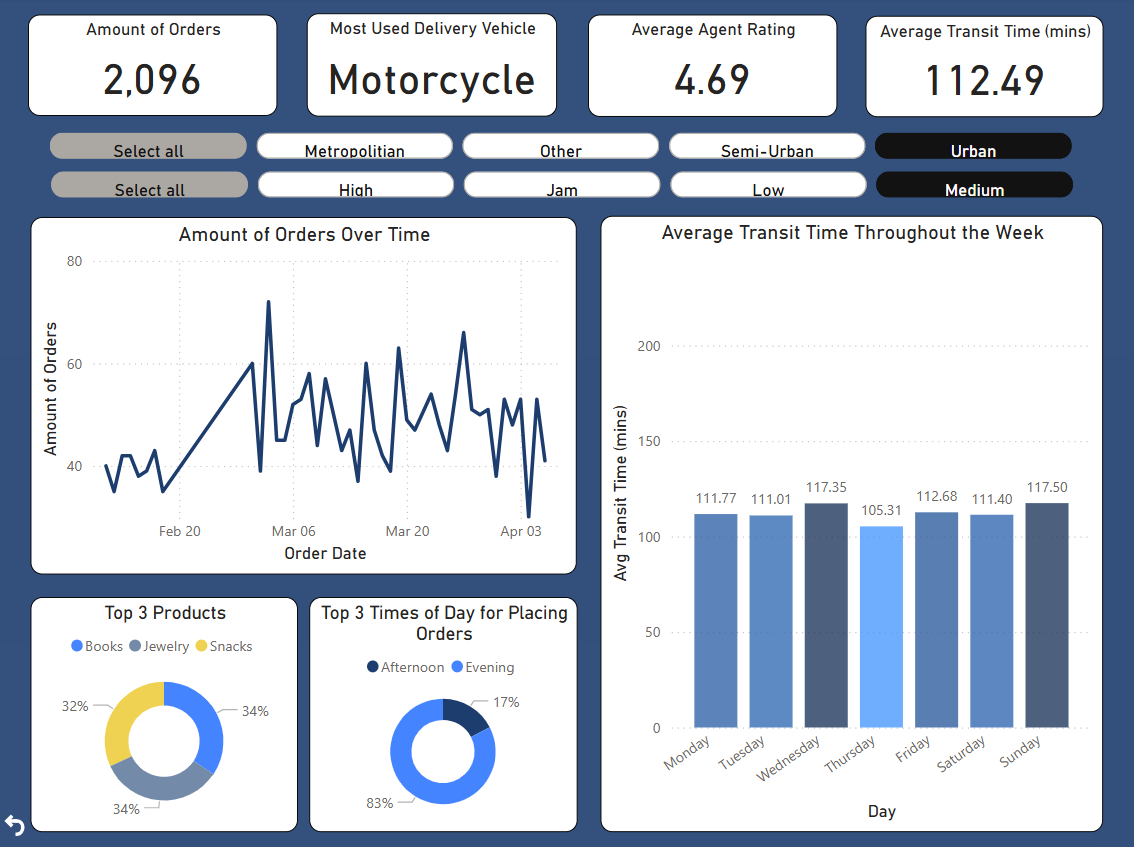 Amount of Orders
2,096
Most Used Delivery Vehicle
Motorcycle
Average Agent Rating
4.69
Average Transit Time (mins)
112.49
Select all
Metropolitian
Other
Semi-Urban
Urban
Select all
High
Jam
Low
Medium
Amount of Orders Over Time
Amount of Orders
80
60
40
Feb 20
Mar 06
Mar 20
Apr 03
Order Date
Average Transit Time Throughout the Week
Avg Transit Time (mins)
200
150
100
50
0
111.77
111.01
117.35
105.31
112.68
111.40
117.50
Monday
Tuesday
Wednesday
Thursday
Friday
Saturday
Sunday
Day
Top 3 Products
Books
Jewelry
Snacks
32%
34%
34%
Top 3 Times of Day for Placing
Orders
Afternoon
Evening
17%
83%